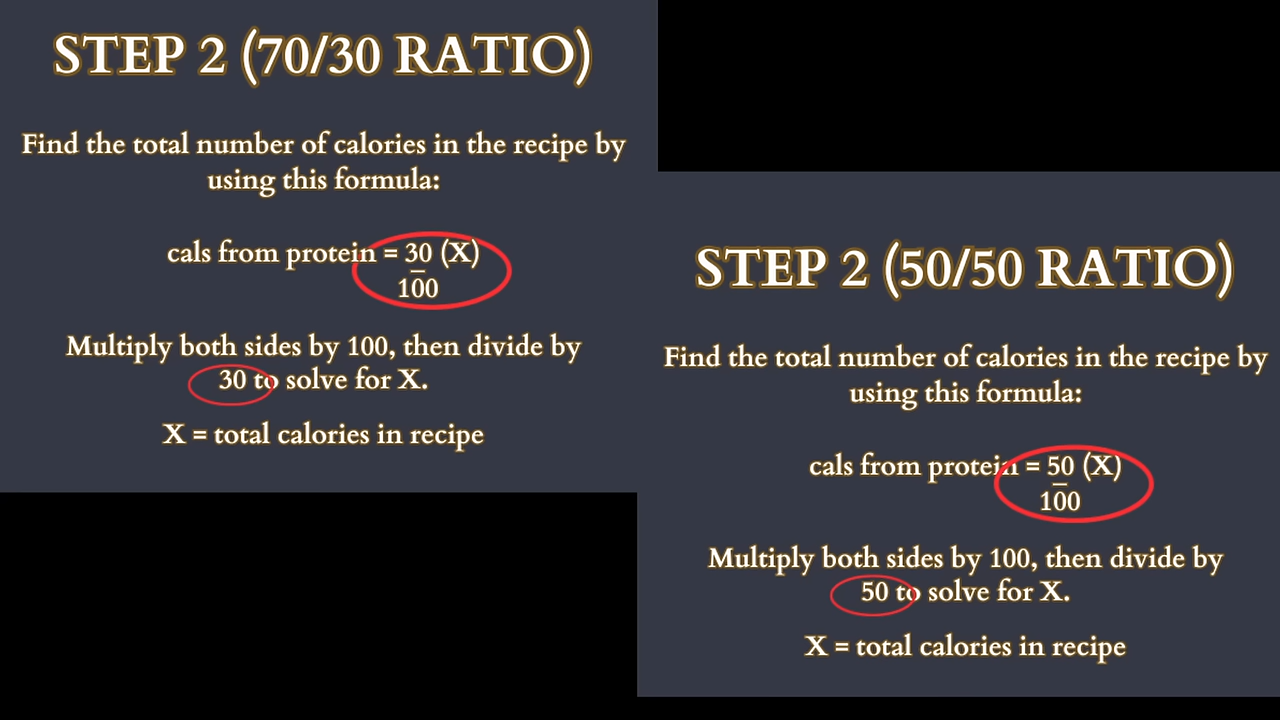 STEP 2 (70/30 RATIO)
Find the total number of calories in the recipe by
using this formula:
cals from protein = 30 (X)
100
Multiply both sides by 100, then divide by
30 to solve for X.
X = total calories in recipe
STEP 2 (50/50 RATIO)
Find the total number of calories in the recipe by
using this formula:
cals from protein = 50 (X)
100
Multiply both sides by 100, then divide by
50 to solve for X.
X = total calories in recipe